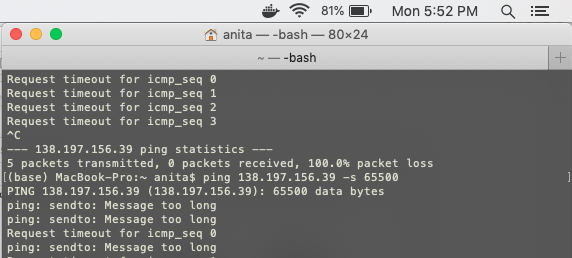 81% Mon 5:52 PM
anita — -bash — 80×24
~ — -bash
Request timeout for icmp_seq 0
Request timeout for icmp_seq 1
Request timeout for icmp_seq 2
Request timeout for icmp_seq 3
^C
--- 138.197.156.39 ping statistics ---
5 packets transmitted, 0 packets received, 100.0% packet loss
[(base) MacBook-Pro:~ anita$ ping 138.197.156.39 -s 65500 ]
PING 138.197.156.39 (138.197.156.39): 65500 data bytes
ping: sendto: Message too long
ping: sendto: Message too long
Request timeout for icmp_seq 0
ping: sendto: Message too long